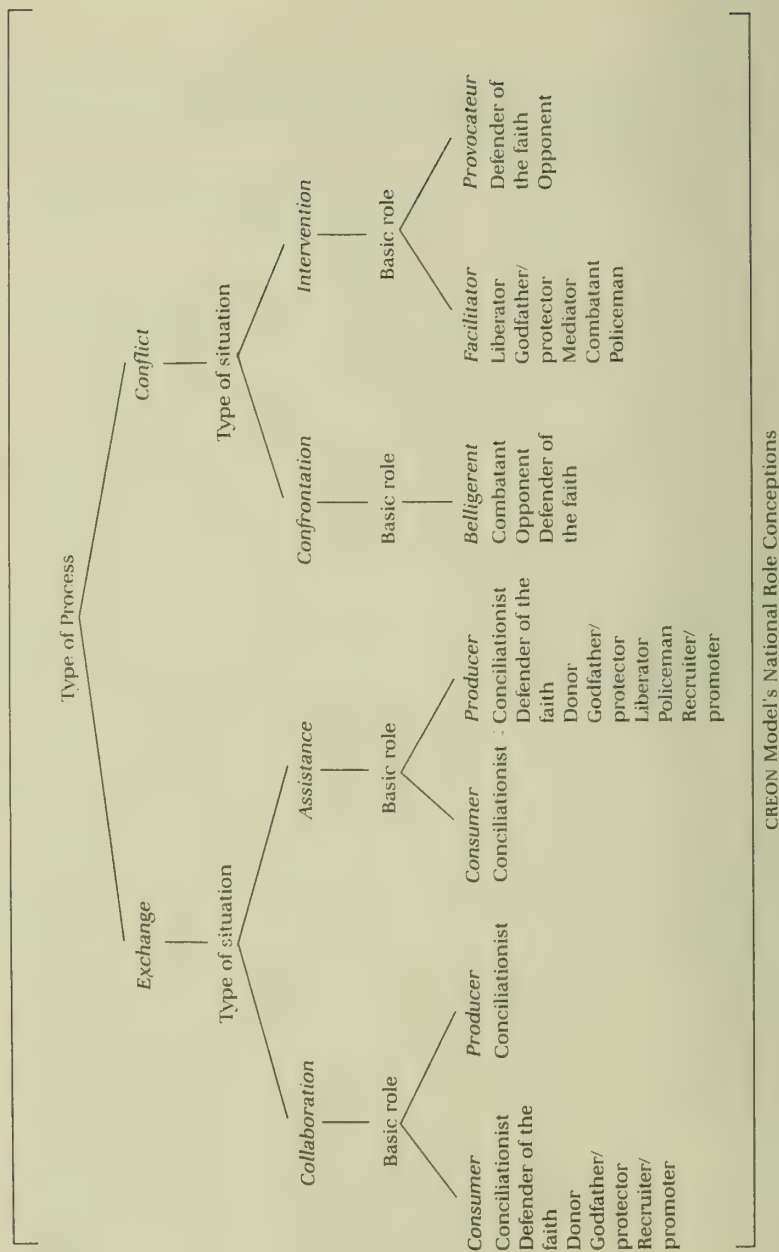 Type of Process
Exchange
Conflict
Type of situation
Type of situation
Collaboration
Assistance
Confrontation
Intervention
Basic role
Basic role
Basic role
Basic role
Consumer
Conciliationist
Defender of the
faith
Donor
Godfather/
protector
Recruiter/
promoter
Producer
Conciliationist
Consumer
Conciliationist
Producer
Conciliationist
Defender of the
faith
Donor
Godfather/
protector
Liberator
Policeman
Recruiter/
promoter
Belligerent
Combatant
Opponent
Defender of
the faith
Facilitator
Liberator
Godfather/
protector
Mediator
Combatant
Policeman
Provocateur
Defender of
the faith
Opponent
CREON Model's National Role Conceptions